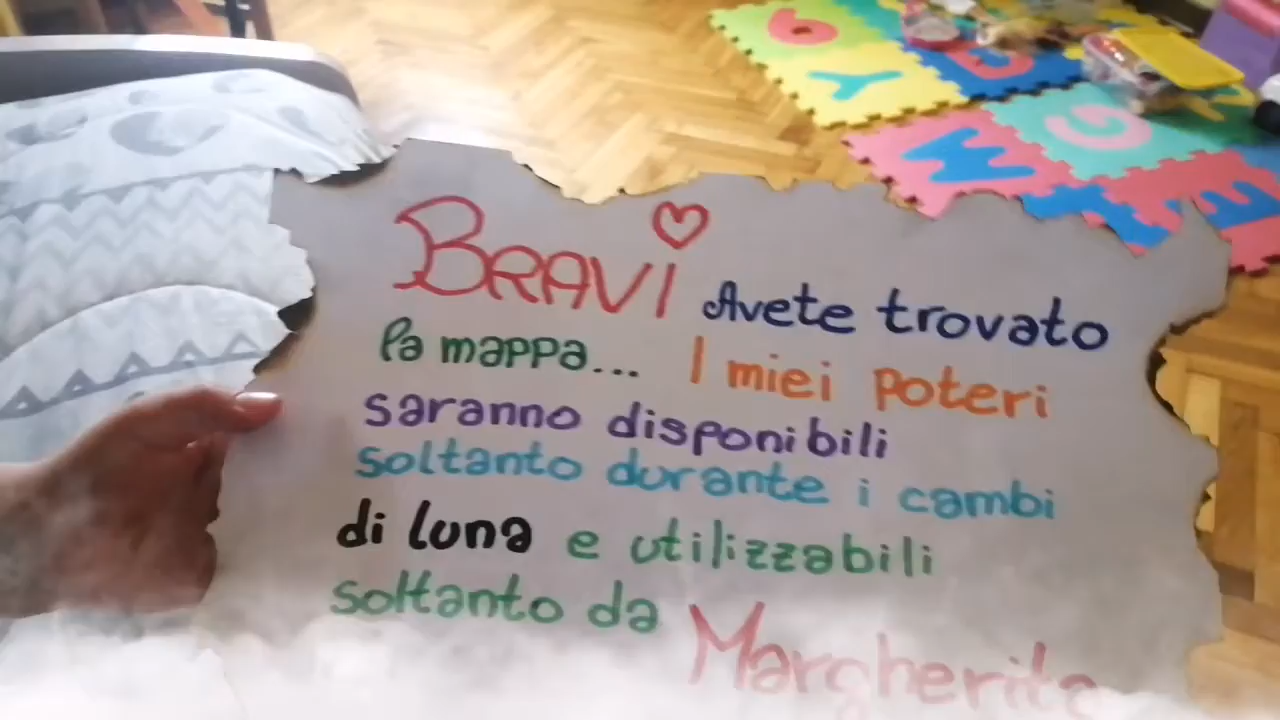 BRAVI Avete trovato
la mappa... I miei poteri
saranno disponibili
soltanto durante i cambi
di luna e utilizzabili
soltanto da Margherita